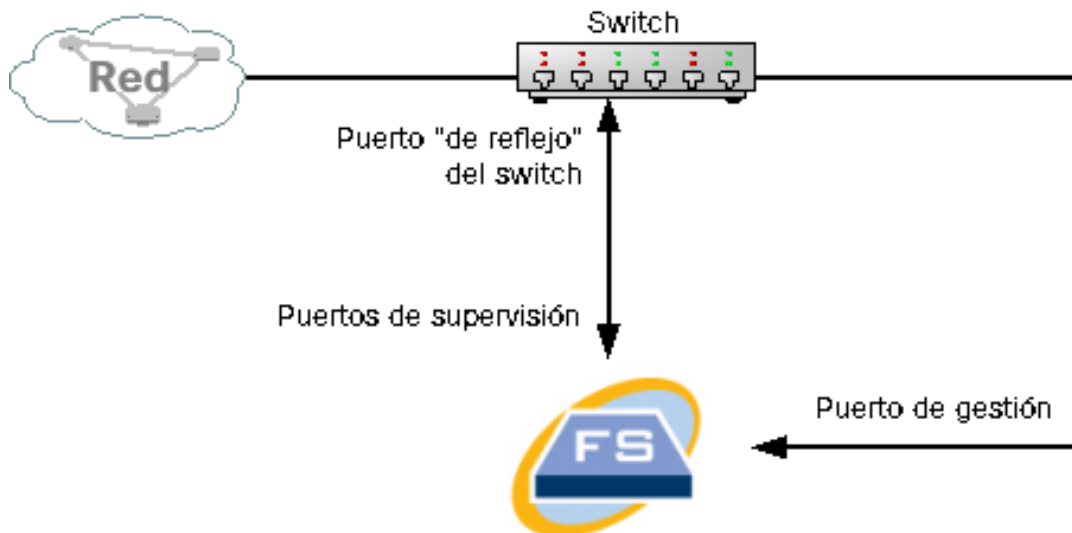 Switch
Red
Puerto "de reflejo"
del switch
Puertos de supervisión
Puerto de gestión
FS